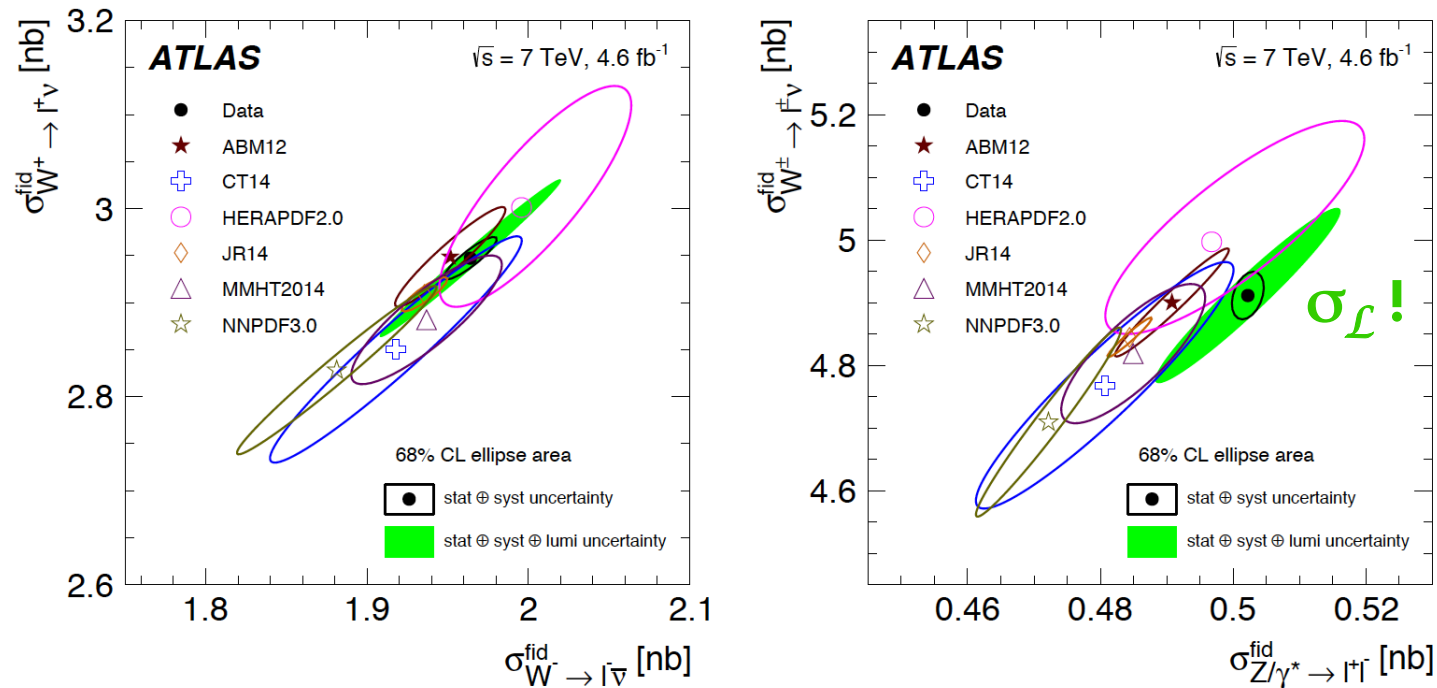 3.2
3
2.8
2.6
σ^fid_W⁺ → l⁺ν [nb]
ATLAS
√s = 7 TeV, 4.6 fb⁻¹
Data
ABM12
CT14
HERAPDF2.0
JR14
MMHT2014
NNPDF3.0
68% CL ellipse area
stat ⊕ syst uncertainty
stat ⊕ syst ⊕ lumi uncertainty
1.8 1.9 2 2.1
σ^fid_W⁻ → l⁻ν̅ [nb]
5.2
5
4.8
4.6
σ^fid_W± → l±ν [nb]
ATLAS
√s = 7 TeV, 4.6 fb⁻¹
Data
ABM12
CT14
HERAPDF2.0
JR14
MMHT2014
NNPDF3.0
σ_ℒ !
68% CL ellipse area
stat ⊕ syst uncertainty
stat ⊕ syst ⊕ lumi uncertainty
0.46 0.48 0.5 0.52
σ^fid_Z/γ* → l⁺l⁻ [nb]